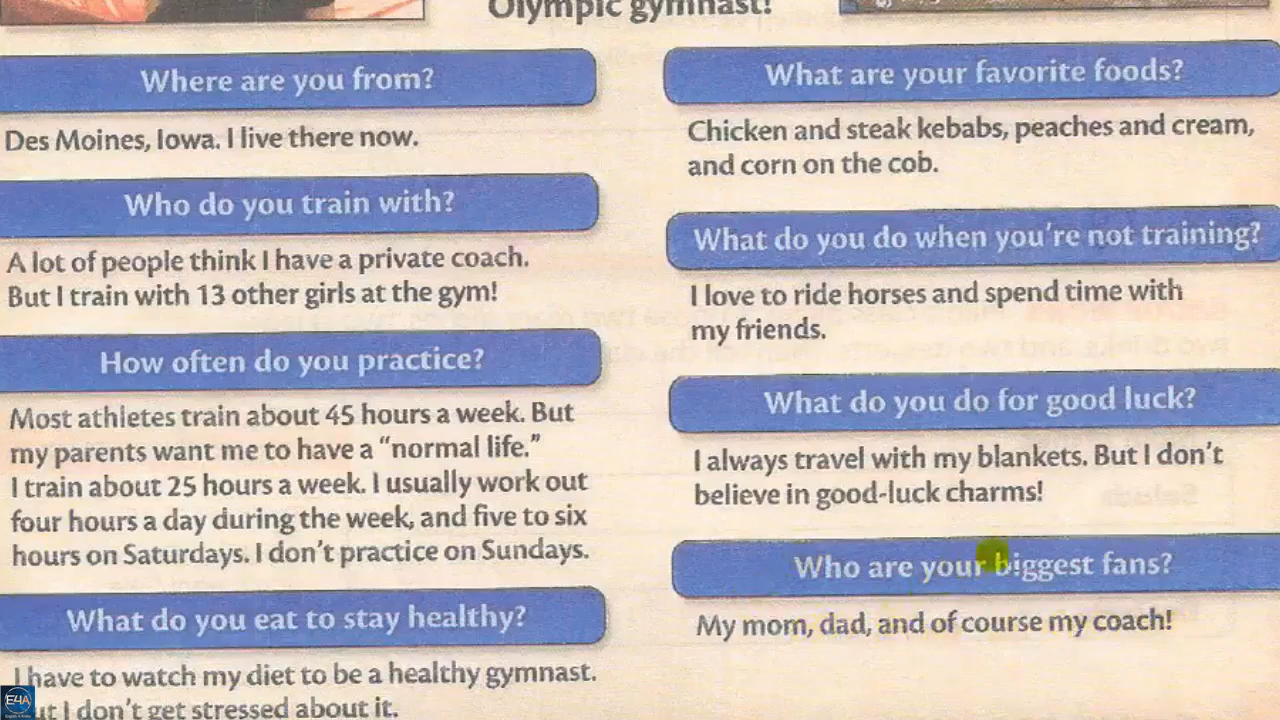 Olympic gymnast!
Where are you from?
Des Moines, Iowa. I live there now.
Who do you train with?
A lot of people think I have a private coach.
But I train with 13 other girls at the gym!
How often do you practice?
Most athletes train about 45 hours a week. But
my parents want me to have a “normal life.”
I train about 25 hours a week. I usually work out
four hours a day during the week, and five to six
hours on Saturdays. I don’t practice on Sundays.
What do you eat to stay healthy?
I have to watch my diet to be a healthy gymnast.
ut I don’t get stressed about it.
E4A
What are your favorite foods?
Chicken and steak kebabs, peaches and cream,
and corn on the cob.
What do you do when you’re not training?
I love to ride horses and spend time with
my friends.
What do you do for good luck?
I always travel with my blankets. But I don’t
believe in good-luck charms!
Who are your biggest fans?
My mom, dad, and of course my coach!